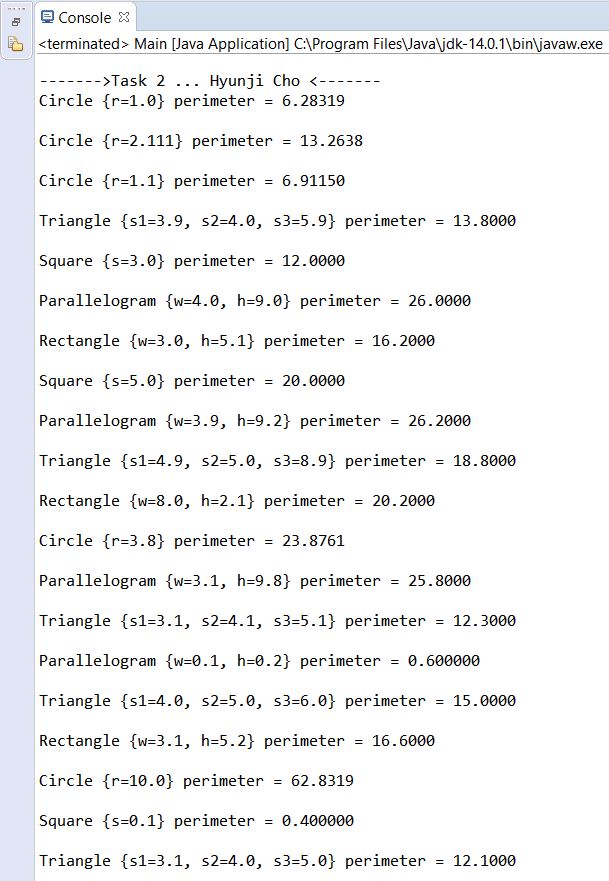 Console
<terminated> Main [Java Application] C:\Program Files\Java\jdk-14.0.1\bin\javaw.exe
------->Task 2 ... Hyunji Cho <-------
Circle {r=1.0} perimeter = 6.28319
Circle {r=2.111} perimeter = 13.2638
Circle {r=1.1} perimeter = 6.91150
Triangle {s1=3.9, s2=4.0, s3=5.9} perimeter = 13.8000
Square {s=3.0} perimeter = 12.0000
Parallelogram {w=4.0, h=9.0} perimeter = 26.0000
Rectangle {w=3.0, h=5.1} perimeter = 16.2000
Square {s=5.0} perimeter = 20.0000
Parallelogram {w=3.9, h=9.2} perimeter = 26.2000
Triangle {s1=4.9, s2=5.0, s3=8.9} perimeter = 18.8000
Rectangle {w=8.0, h=2.1} perimeter = 20.2000
Circle {r=3.8} perimeter = 23.8761
Parallelogram {w=3.1, h=9.8} perimeter = 25.8000
Triangle {s1=3.1, s2=4.1, s3=5.1} perimeter = 12.3000
Parallelogram {w=0.1, h=0.2} perimeter = 0.600000
Triangle {s1=4.0, s2=5.0, s3=6.0} perimeter = 15.0000
Rectangle {w=3.1, h=5.2} perimeter = 16.6000
Circle {r=10.0} perimeter = 62.8319
Square {s=0.1} perimeter = 0.400000
Triangle {s1=3.1, s2=4.0, s3=5.0} perimeter = 12.1000